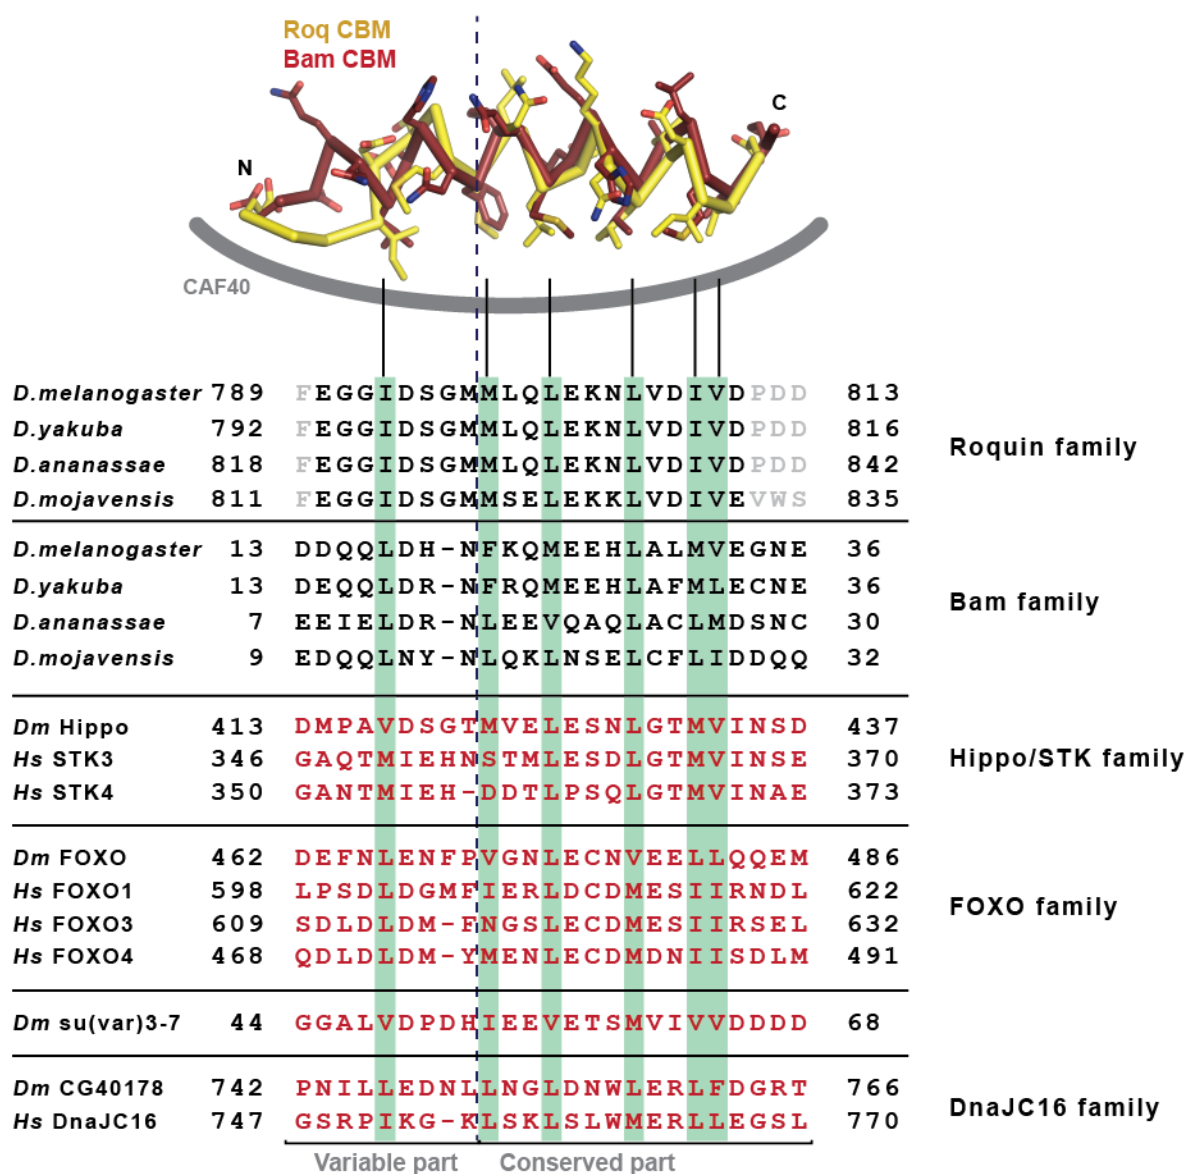 Roq CBM
Bam CBM
N
C
CAF40
D.melanogaster 789 FEGGIDSGMMLQLEKNLVDIVDPDD 813
D.yakuba 792 FEGGIDSGMMLQLEKNLVDIVDPDD 816
D.ananassae 818 FEGGIDSGMMLQLEKNLVDIVDPDD 842
D.mojavensis 811 FEGGIDSGMMSELEKKLVDIVEVWS 835
Roquin family
D.melanogaster 13 DDQQLDH-NFKQMEEHLALMVEGNE 36
D.yakuba 13 DEQQLDR-NFRQMEEHLAFMLECNE 36
D.ananassae 7 EEIELDR-NLEEVQAQLACLMDSNC 30
D.mojavensis 9 EDQQLNY-NLQKLNSELCFLIDDQQ 32
Bam family
Dm Hippo 413 DMPAVDSGTMVELESNLGTMVINSD 437
Hs STK3 346 GAQTMIEHNSTMLESDLGTMVINSE 370
Hs STK4 350 GANTMIEH-DDTLPSQLGTMVINAE 373
Hippo/STK family
Dm FOXO 462 DEFNLENFPVGNLECNVEELLQQEM 486
Hs FOXO1 598 LPSDLDGMFIERLDCDMESIIRNDL 622
Hs FOXO3 609 SDLDLDM-FNGSLECDMESIIRSEL 632
Hs FOXO4 468 QDLDLDM-YMENLECDMDNIISDLM 491
FOXO family
Dm su(var)3-7 44 GGALVDPDHIEEVETSMVIVVDDDD 68
Dm CG40178 742 PNILLEDNLLNGLDNWLERLFDGRT 766
Hs DnaJC16 747 GSRPIKG-KLSKLSLWMERLLEGSL 770
DnaJC16 family
Variable part Conserved part